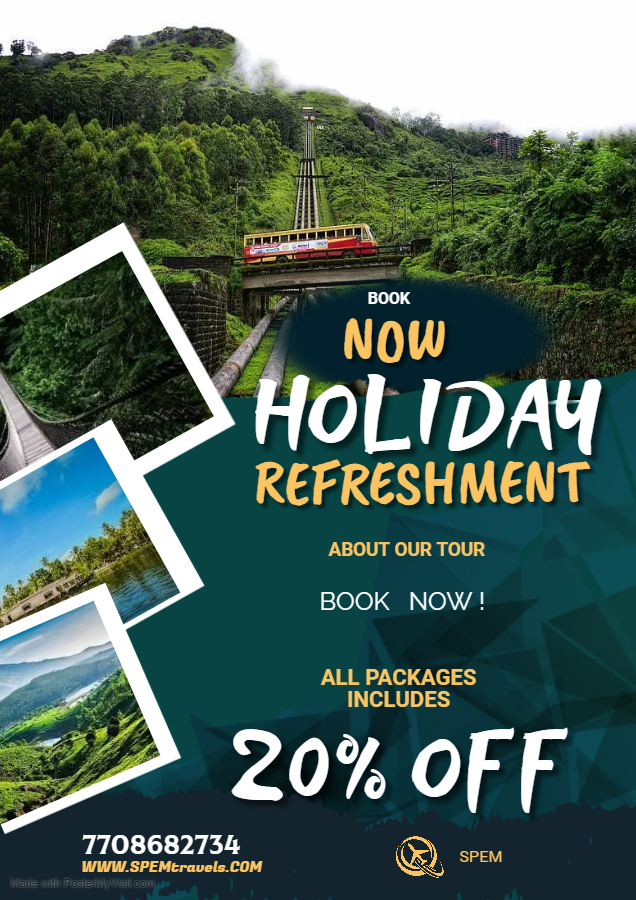 BOOK
NOW
HOLIDAY
REFRESHMENT
ABOUT OUR TOUR
BOOK NOW !
ALL PACKAGES
INCLUDES
20% OFF
7708682734
WWW.SPEMtravels.COM
SPEM
Made with PosterMyWall.com